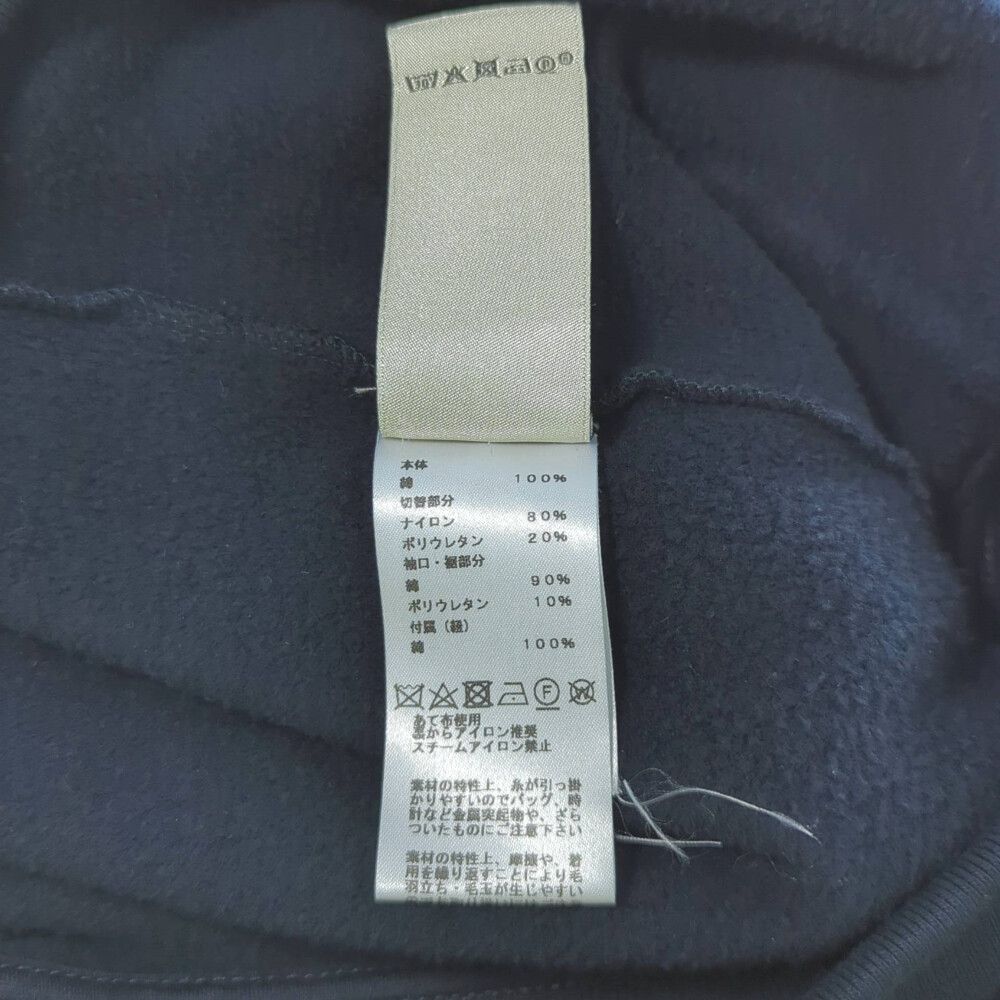 本体
綿 100%
切替部分
ナイロン 80%
ポリウレタン 20%
袖口・裾部分
綿 90%
ポリウレタン 10%
付属（紐）
綿 100%
あて布使用
裏からアイロン推奨
スチームアイロン禁止
素材の特性上、糸が引っ掛
かりやすいのでバッグ、時
計など金属突起物や、ざら
ついたものにご注意下さい
素材の特性上、摩擦や、着
用を繰り返すことにより毛
羽立ち・毛玉が生じやすい